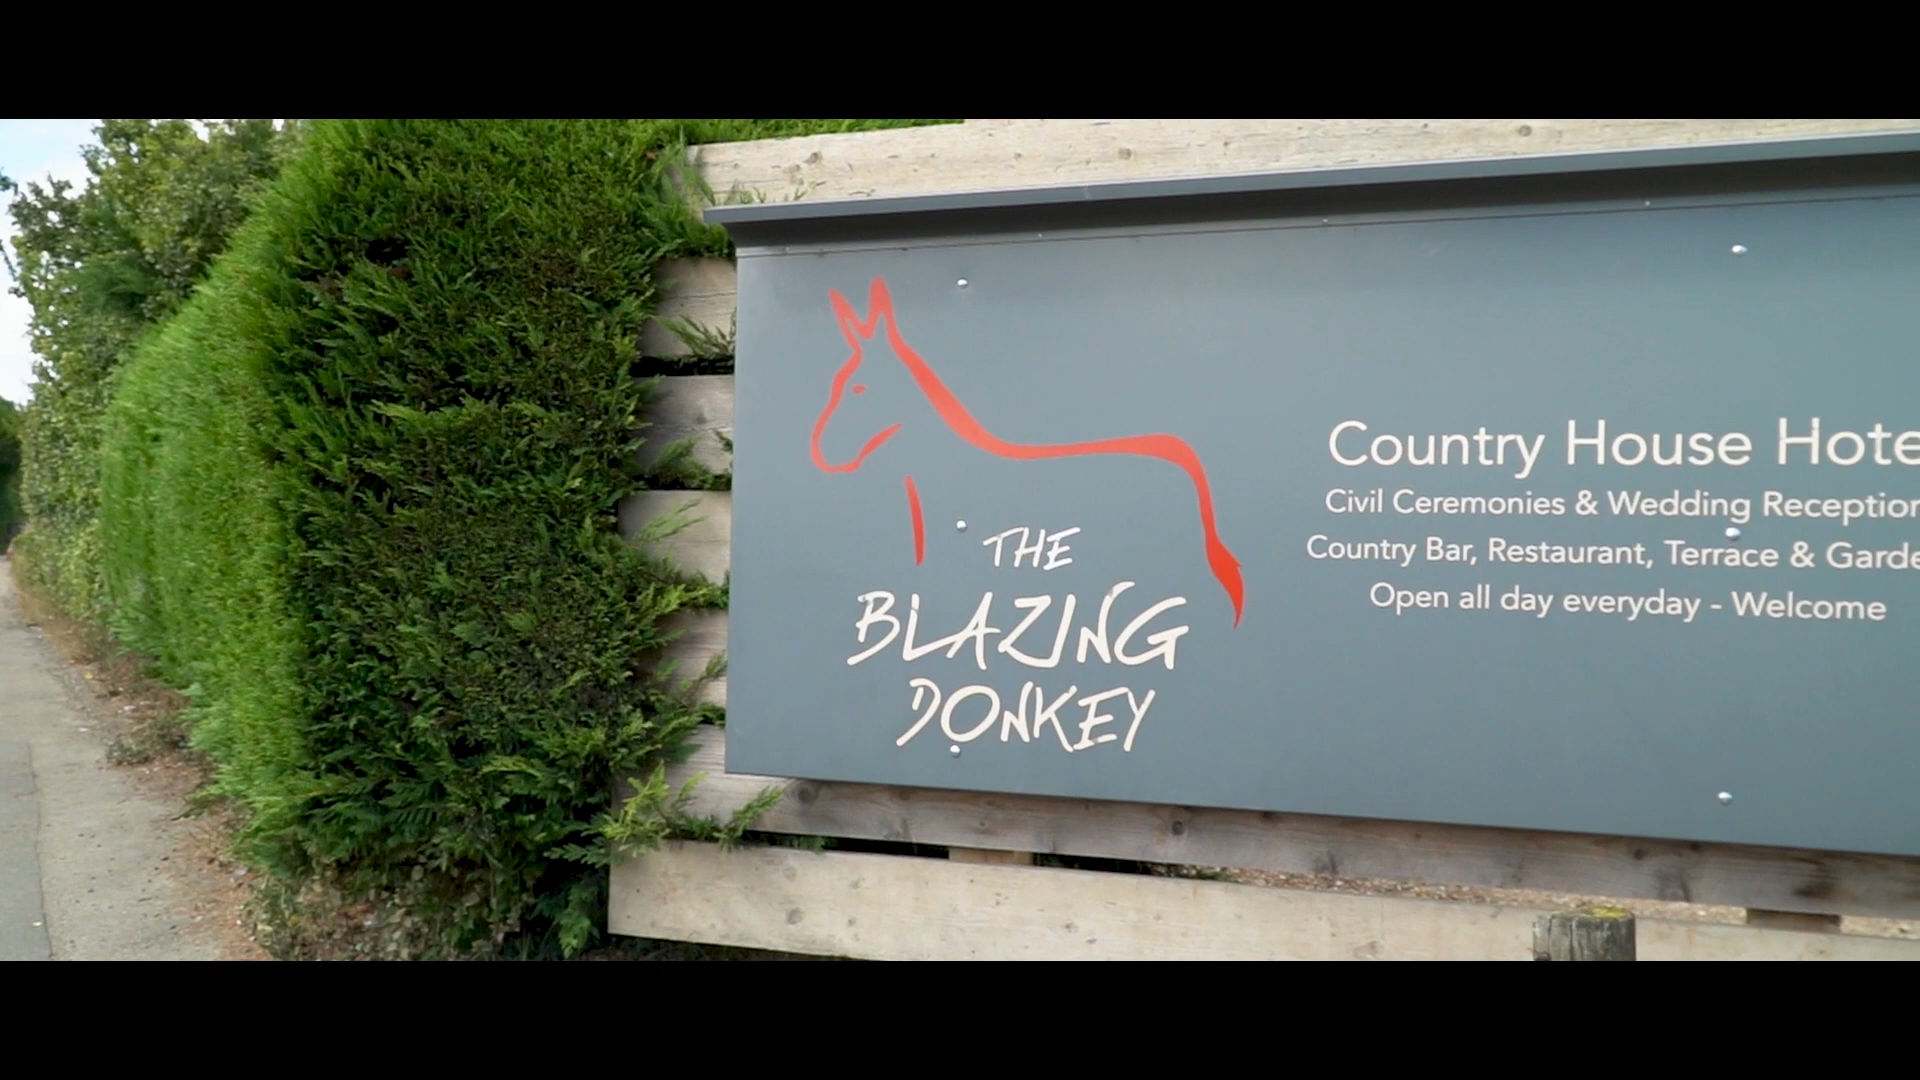 THE
BLAZING
DONKEY
Country House Hote
Civil Ceremonies & Wedding Reception
Country Bar, Restaurant, Terrace & Garde
Open all day everyday - Welcome